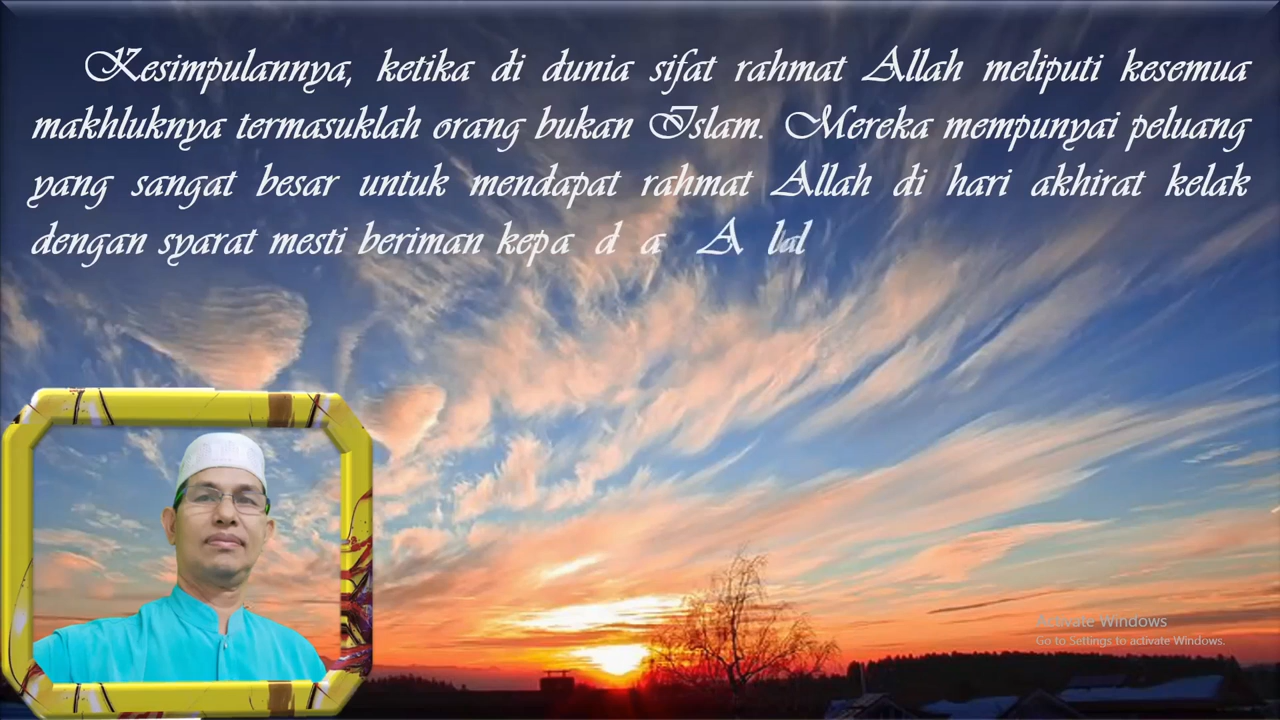 Kesimpulannya, ketika di dunia sifat rahmat Allah meliputi kesemua
makhluknya termasuklah orang bukan Islam. Mereka mempunyai peluang
yang sangat besar untuk mendapat rahmat Allah di hari akhirat kelak
dengan syarat mesti beriman kepada
Activate Windows
Go to Settings to activate Windows.